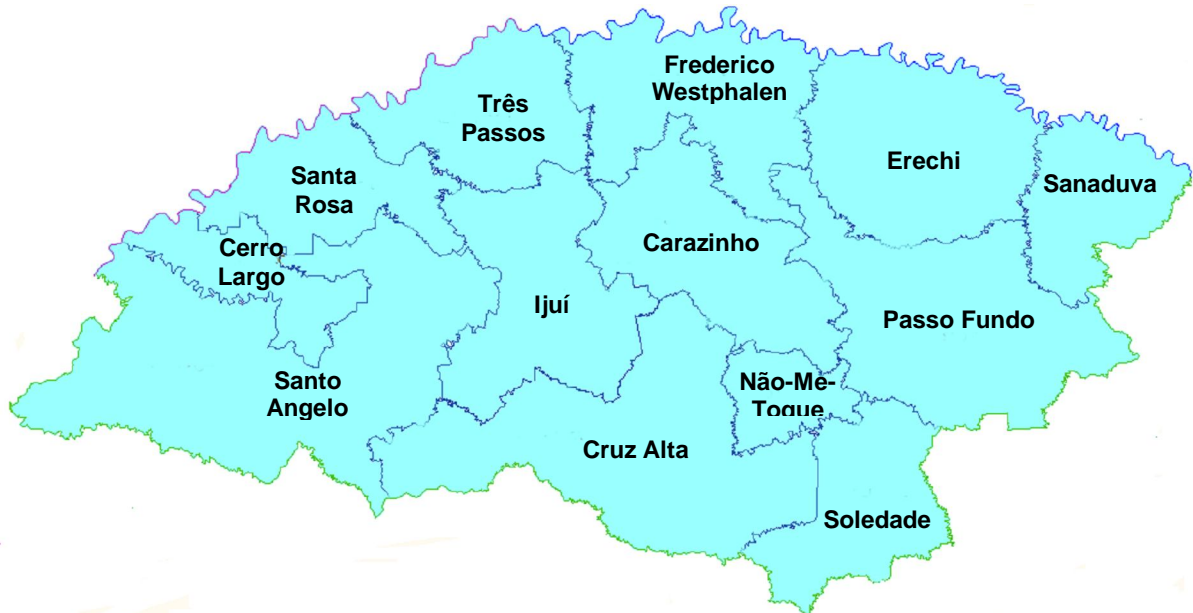 Frederico
Westphalen
Três
Passos
Erechi
Sanaduva
Santa
Rosa
Carazinho
Cerro
Largo
Ijuí
Passo Fundo
Santo
Angelo
Não-Me-
Toque
Cruz Alta
Soledade